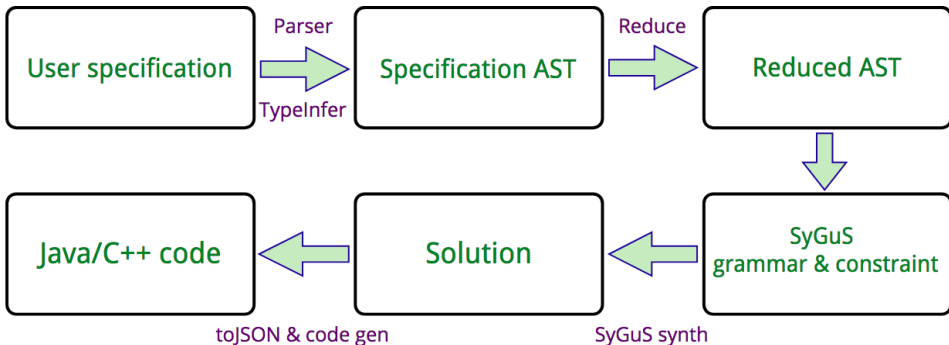 Parser
Reduce
User specification
Specification AST
Reduced AST
TypeInfer
Java/C++ code
Solution
SyGuS
grammar & constraint
toJSON & code gen
SyGuS synth